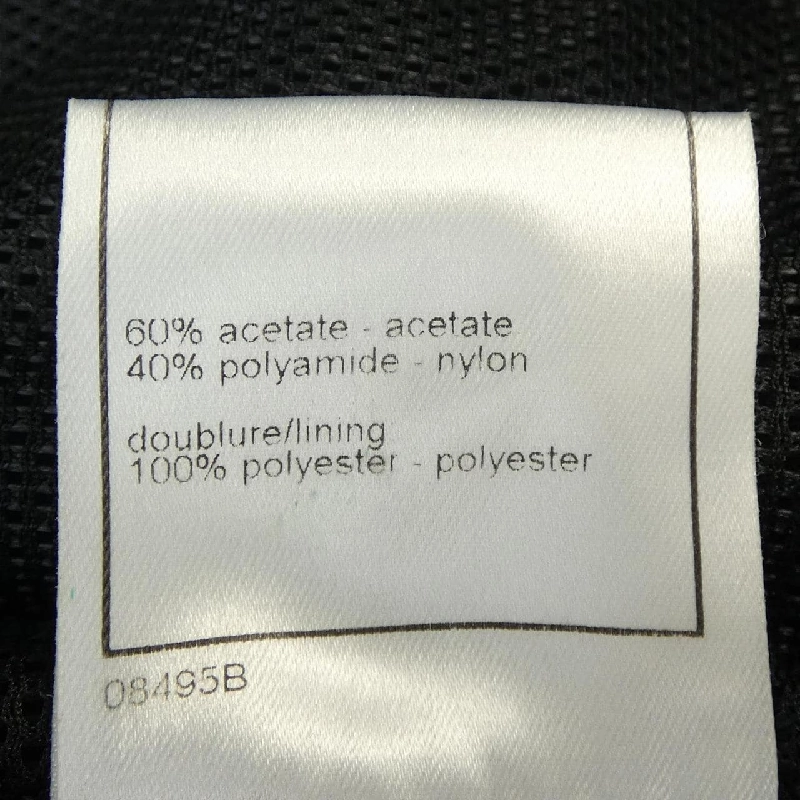 60% acetate - acetate
40% polyamide - nylon
doublure/lining
100% polyester - polyester
08495B